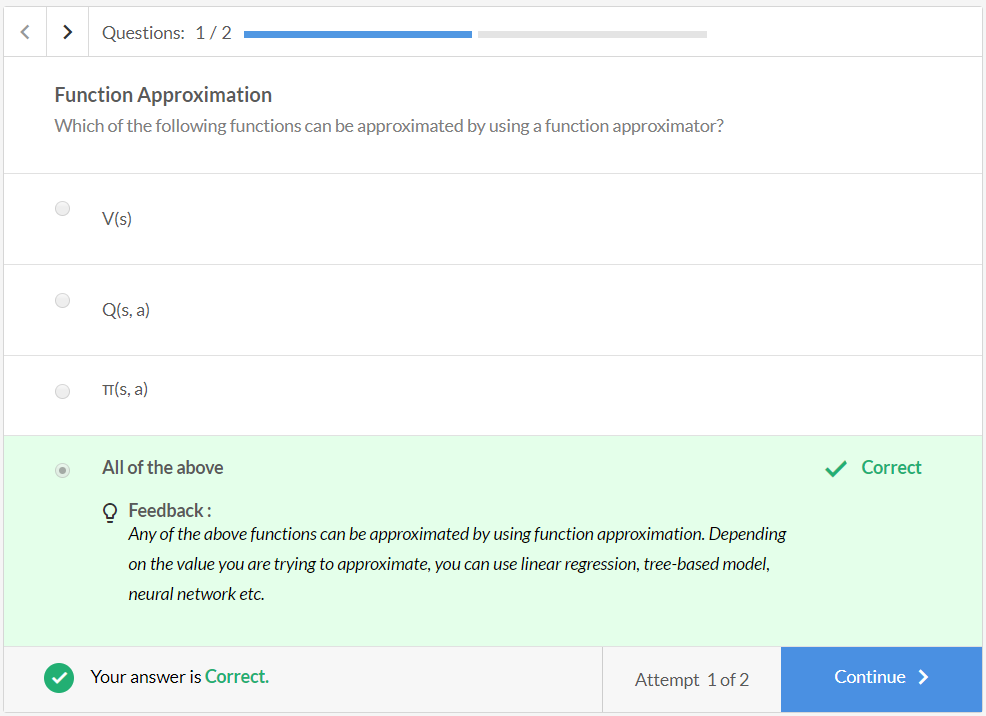 Questions: 1 / 2
Function Approximation
Which of the following functions can be approximated by using a function approximator?
V(s)
Q(s, a)
π(s, a)
All of the above
Correct
Feedback :
Any of the above functions can be approximated by using function approximation. Depending
on the value you are trying to approximate, you can use linear regression, tree-based model,
neural network etc.
Your answer is Correct.
Attempt 1 of 2
Continue